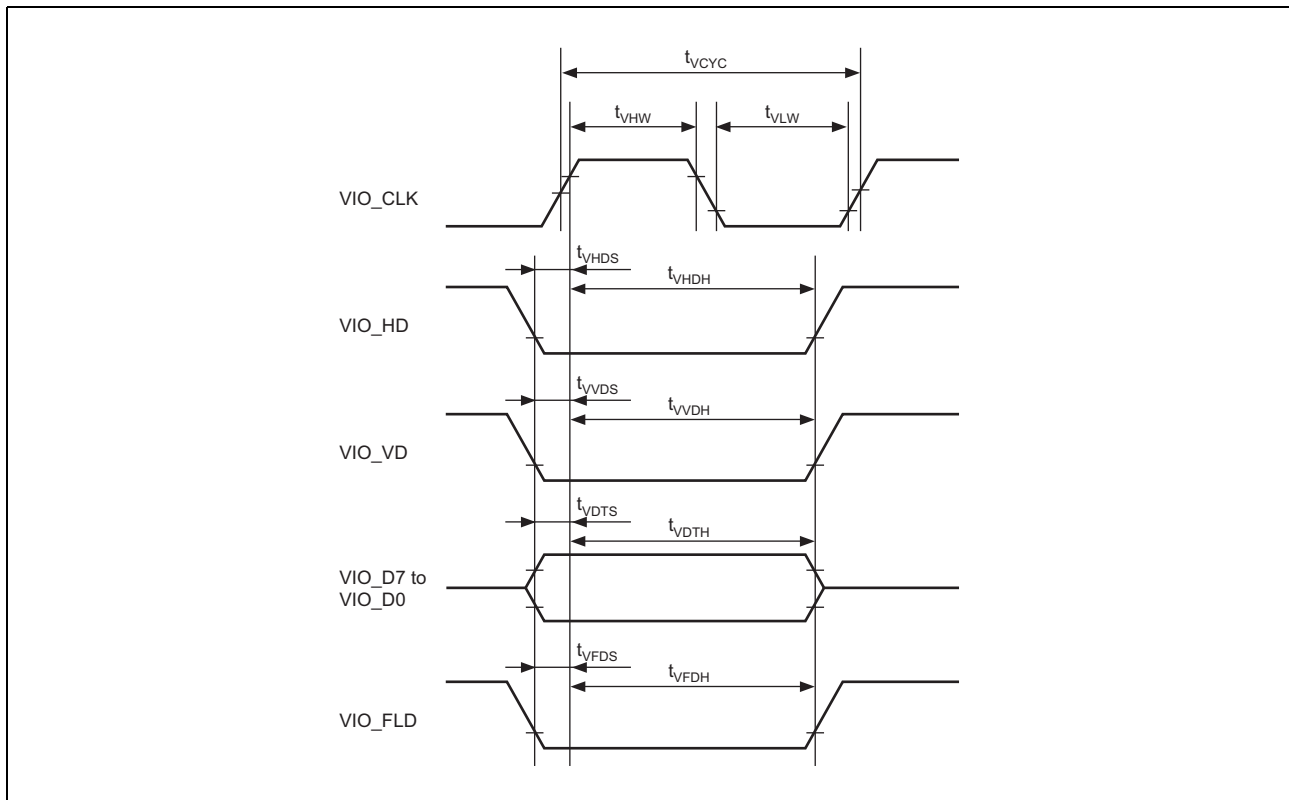 tVCYC
tVHW
tVLW
VIO_CLK
tVHDS
tVHDH
VIO_HD
tVVDS
tVVDH
VIO_VD
tVDTS
tVDTH
VIO_D7 to
VIO_D0
tVFDS
tVFDH
VIO_FLD